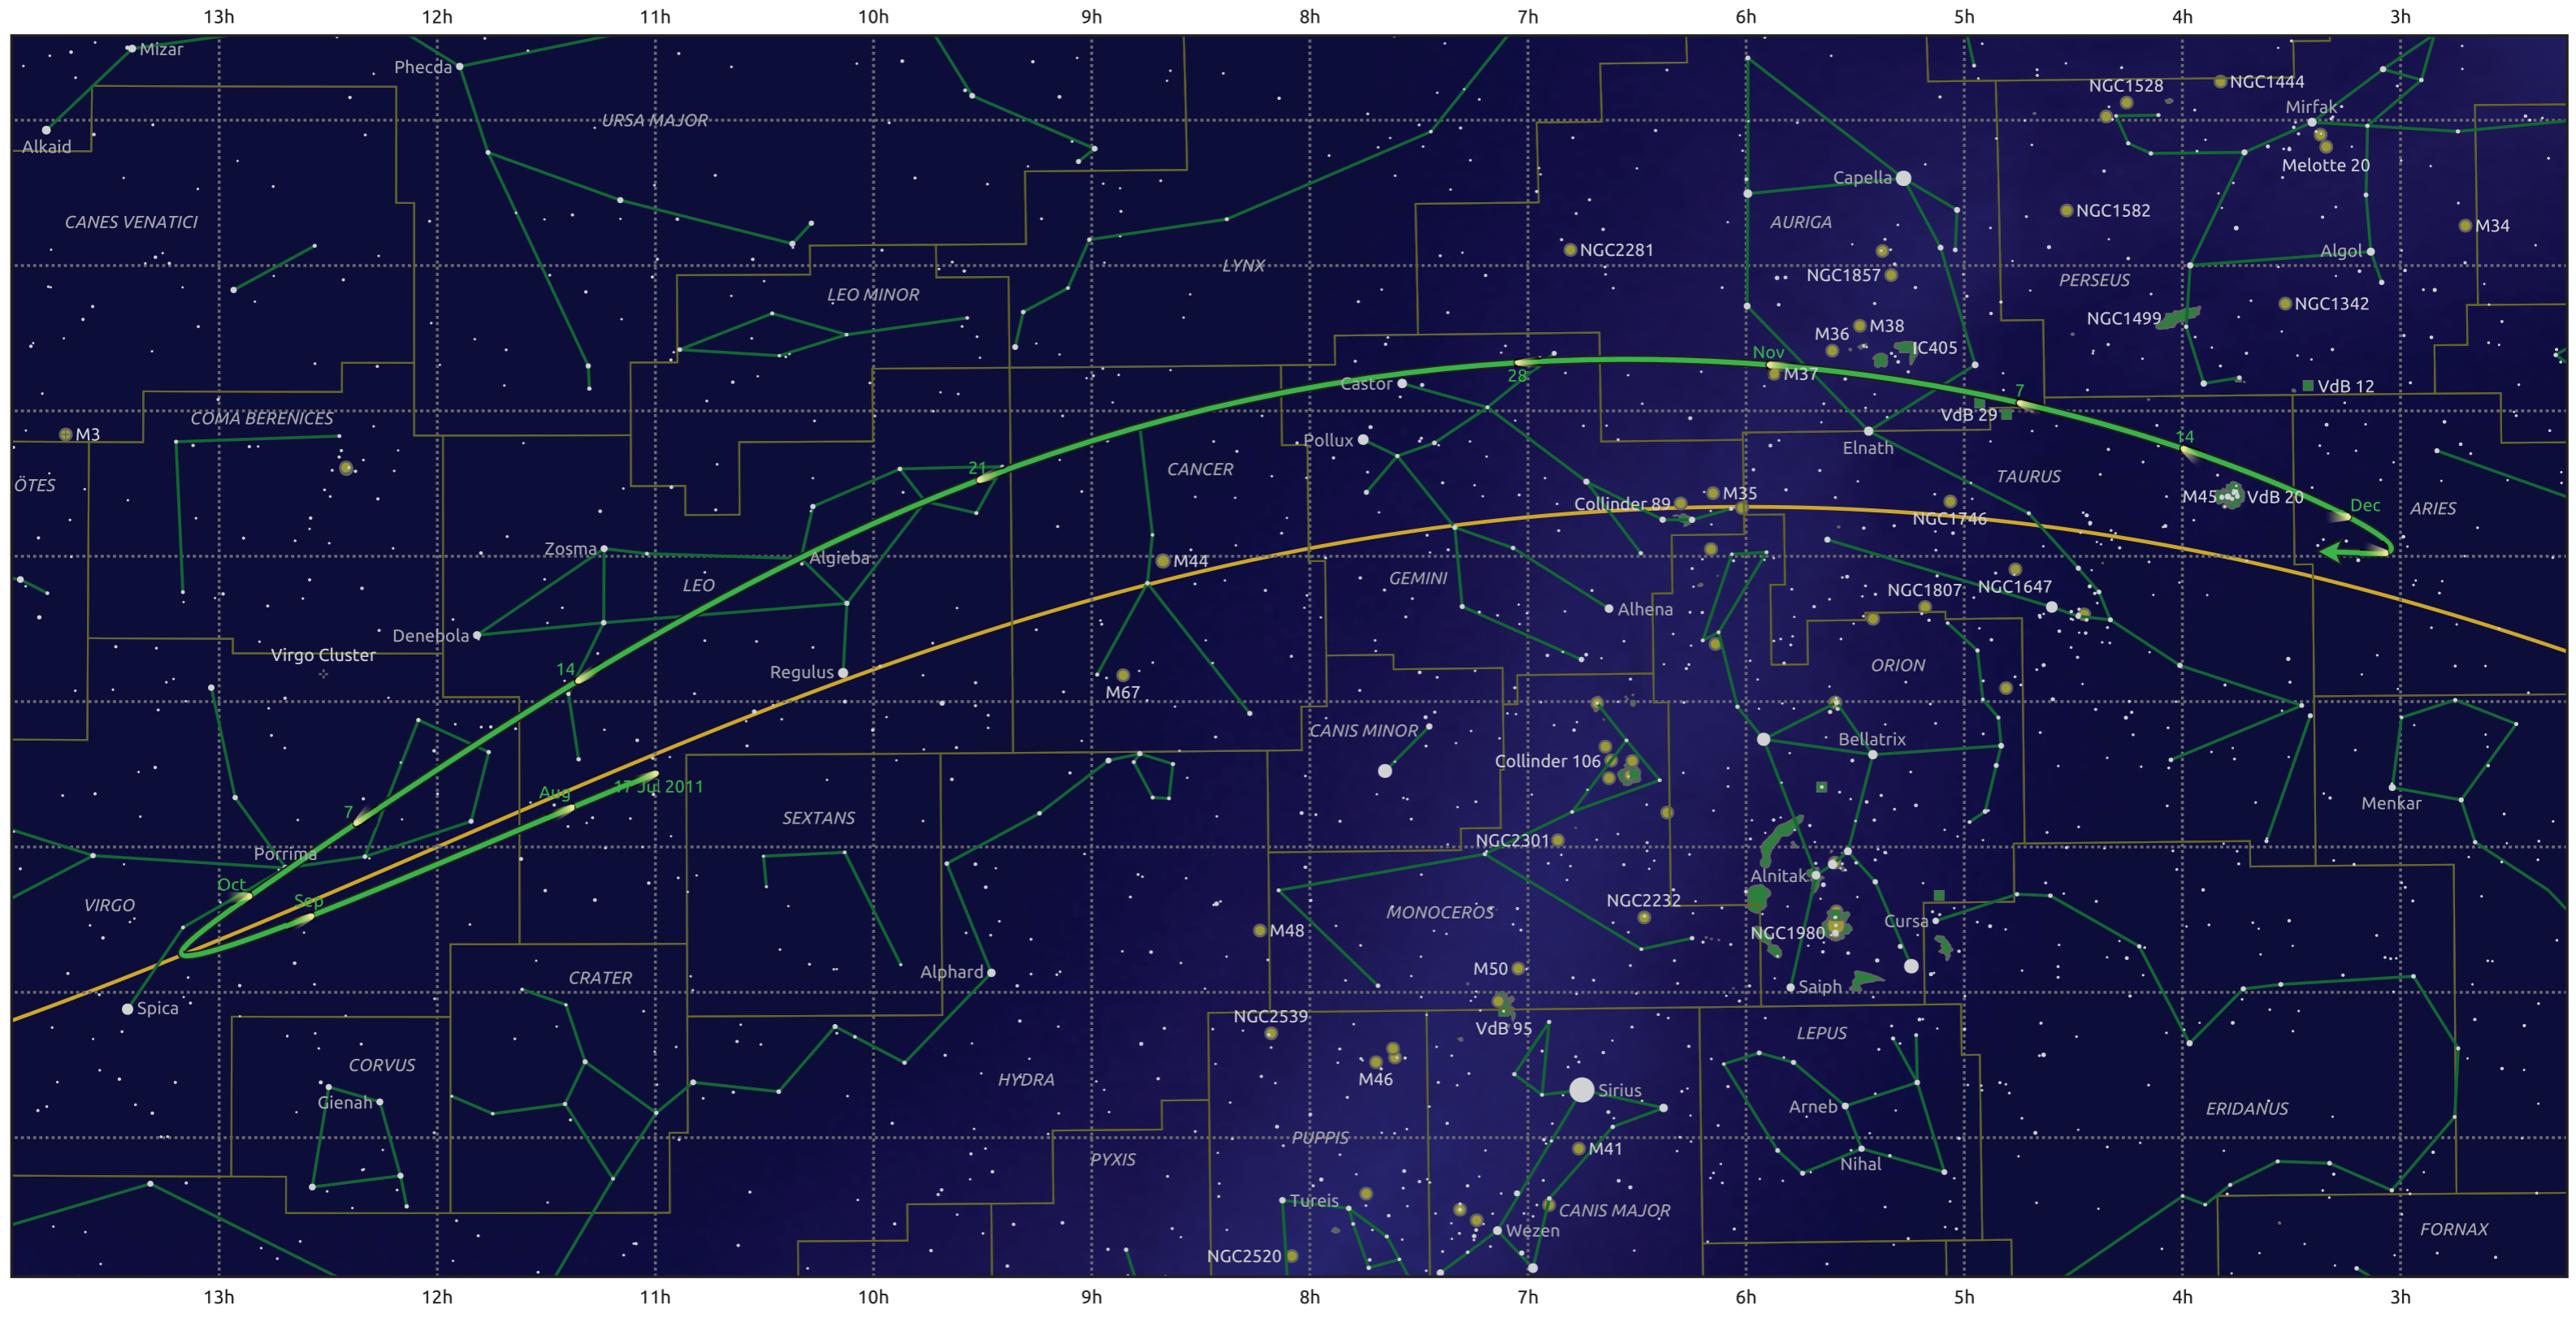 13h 12h 11h 10h 9h 8h 7h 6h 5h 4h 3h
Mizar
Phecda
NGC1528
NGC1444
Mirfak
URSA MAJOR
Alkaid
Melotte 20
Capella
NGC1582
CANES VENATICI
AURIGA
M34
NGC2281
Algol
LYNX
NGC1857
PERSEUS
LEO MINOR
NGC1342
NGC1499
M36
M38
IC405
Nov
28
Castor
M37
VdB 12
7
COMA BERENICES
VdB 29
M3
14
Pollux
Elnath
21
CANCER
TAURUS
ÖTES
M35
Collinder 89
M45
VdB 20
Dec
ARIES
NGC1746
Zosma
Algieba
M44
LEO
GEMINI
NGC1807
NGC1647
Alhena
Denebola
Virgo Cluster
14
Regulus
ORION
M67
CANIS MINOR
Bellatrix
Collinder 106
Aug
17 Jul 2011
Menkar
7
SEXTANS
NGC2301
Porrima
Alnitak
Oct
Sep
VIRGO
MONOCEROS
NGC2232
Cursa
M48
NGC1980
M50
Alphard
CRATER
Saiph
Spica
NGC2539
VdB 95
LEPUS
CORVUS
M46
HYDRA
Sirius
Gienah
Arneb
ERIDANUS
PUPPIS
M41
PYXIS
Nihal
Tureis
CANIS MAJOR
Wezen
FORNAX
NGC2520
13h 12h 11h 10h 9h 8h 7h 6h 5h 4h 3h